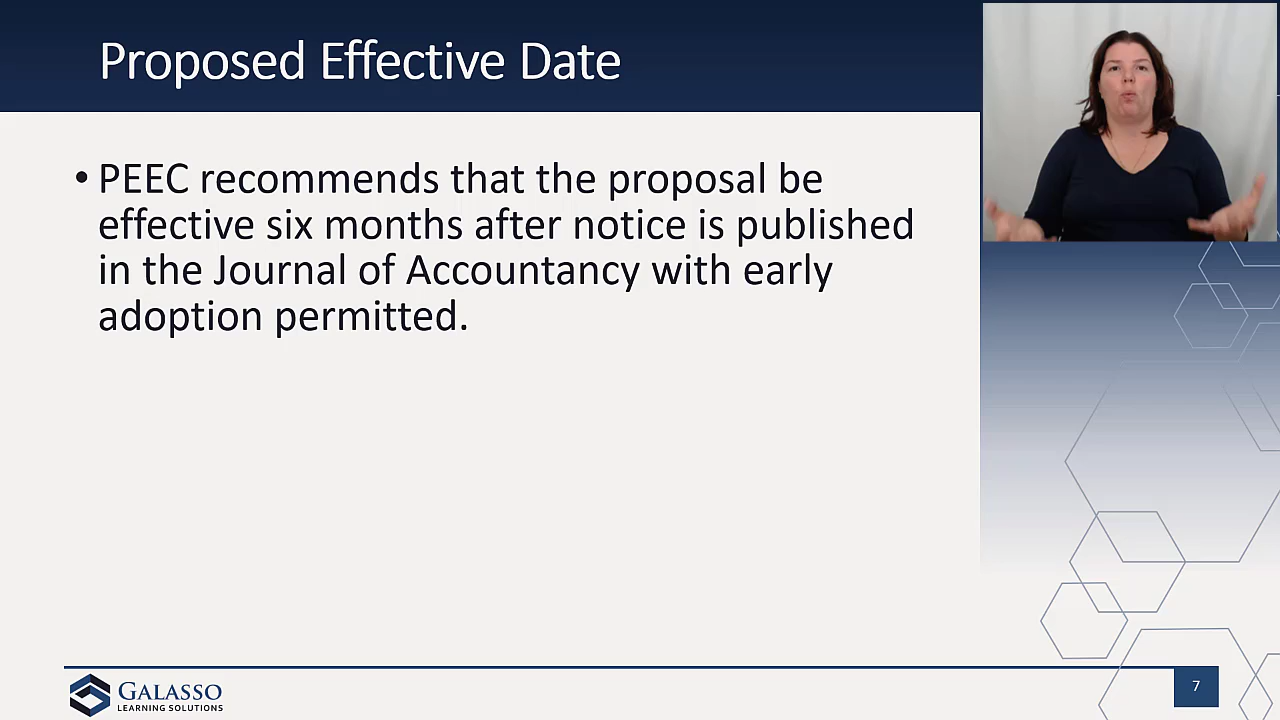 Proposed Effective Date
• PEEC recommends that the proposal be
effective six months after notice is published
in the Journal of Accountancy with early
adoption permitted.
GALASSO
LEARNING SOLUTIONS
7